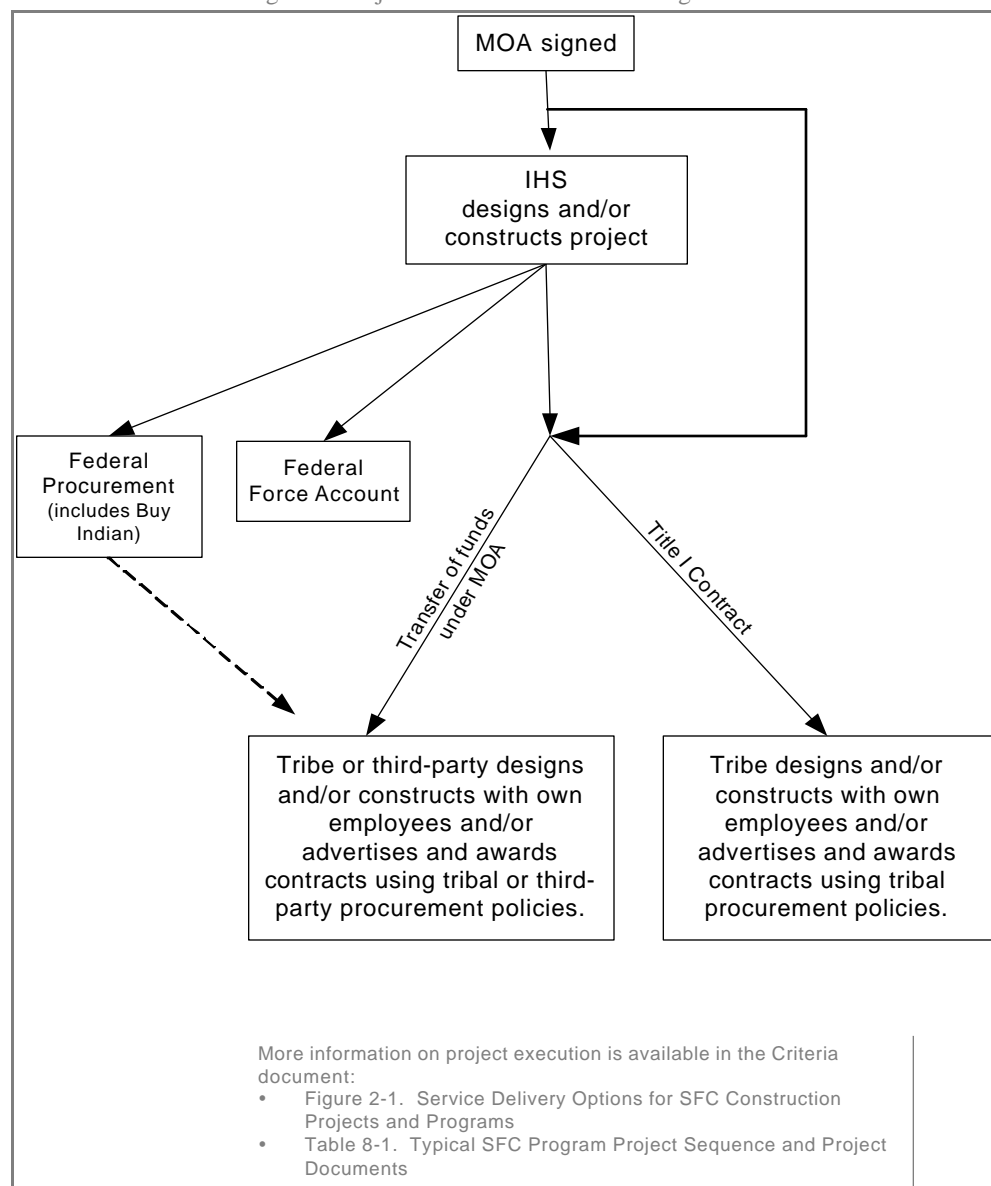 MOA signed
IHS
designs and/or
constructs project
Federal
Procurement
(includes Buy
Indian)
Federal
Force Account
Transfer of funds
under MOA
Title I Contract
Tribe or third-party designs
and/or constructs with own
employees and/or
advertises and awards
contracts using tribal or third-
party procurement policies.
Tribe designs and/or
constructs with own
employees and/or
advertises and awards
contracts using tribal
procurement policies.
More information on project execution is available in the Criteria
document:
• Figure 2-1. Service Delivery Options for SFC Construction
Projects and Programs
• Table 8-1. Typical SFC Program Project Sequence and Project
Documents